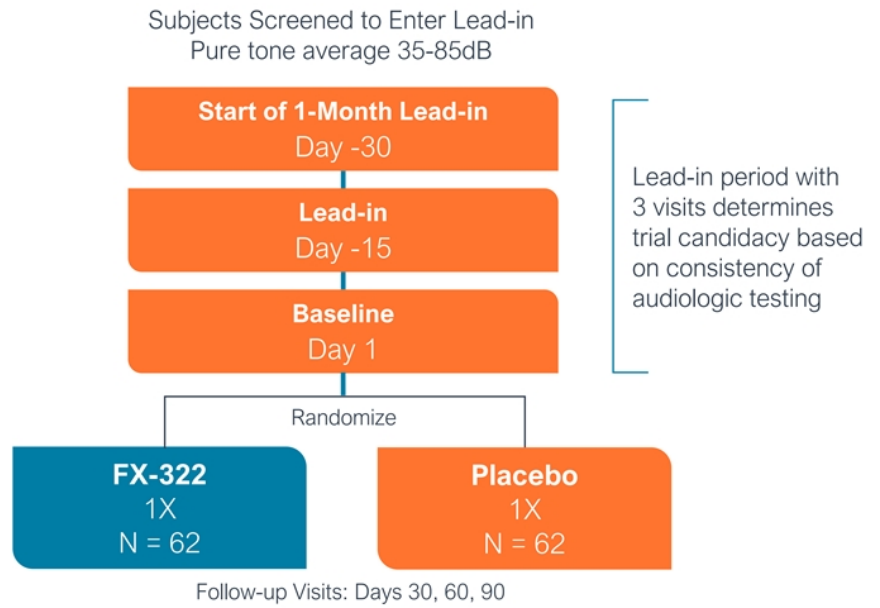 Subjects Screened to Enter Lead-in
Pure tone average 35-85dB
Start of 1-Month Lead-in
Day -30
Lead-in
Day -15
Baseline
Day 1
Lead-in period with
3 visits determines
trial candidacy based
on consistency of
audiologic testing
Randomize
FX-322
1X
N = 62
Placebo
1X
N = 62
Follow-up Visits: Days 30, 60, 90